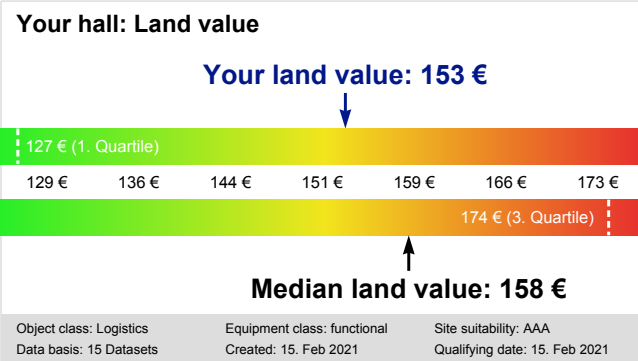 Your hall: Land value
Your land value: 153 €
127 € (1. Quartile)
129 € 136 € 144 € 151 € 159 € 166 € 173 €
174 € (3. Quartile)
Median land value: 158 €
Object class: Logistics Equipment class: functional Site suitability: AAA
Data basis: 15 Datasets Created: 15. Feb 2021 Qualifying date: 15. Feb 2021